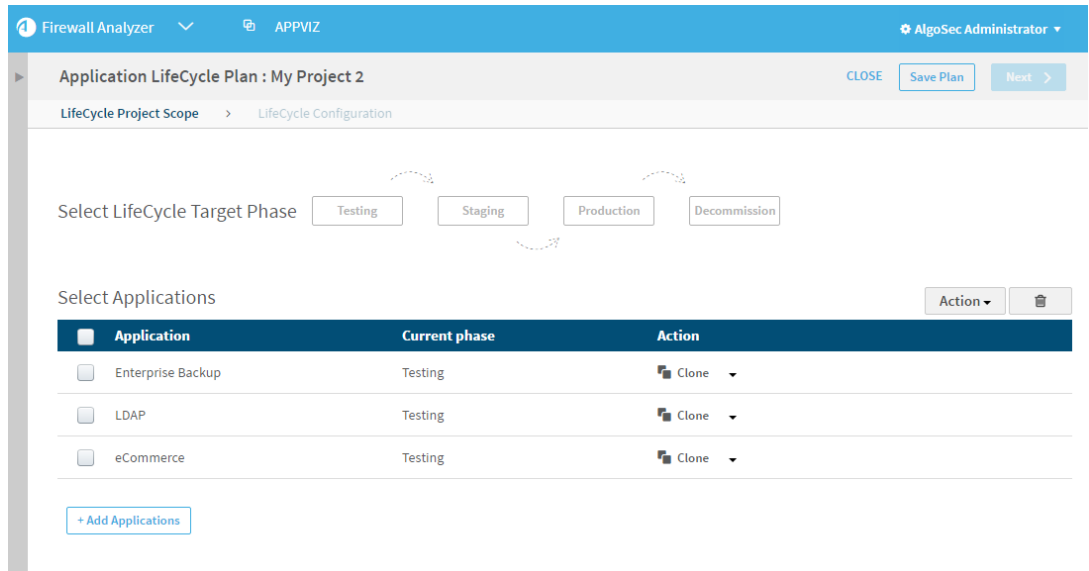 Firewall Analyzer APPVIZ AlgoSec Administrator
Application LifeCycle Plan : My Project 2 CLOSE Save Plan Next >
LifeCycle Project Scope > LifeCycle Configuration
Select LifeCycle Target Phase Testing Staging Production Decommission
Select Applications Action
Application Current phase Action
Enterprise Backup Testing Clone
LDAP Testing Clone
eCommerce Testing Clone
+ Add Applications